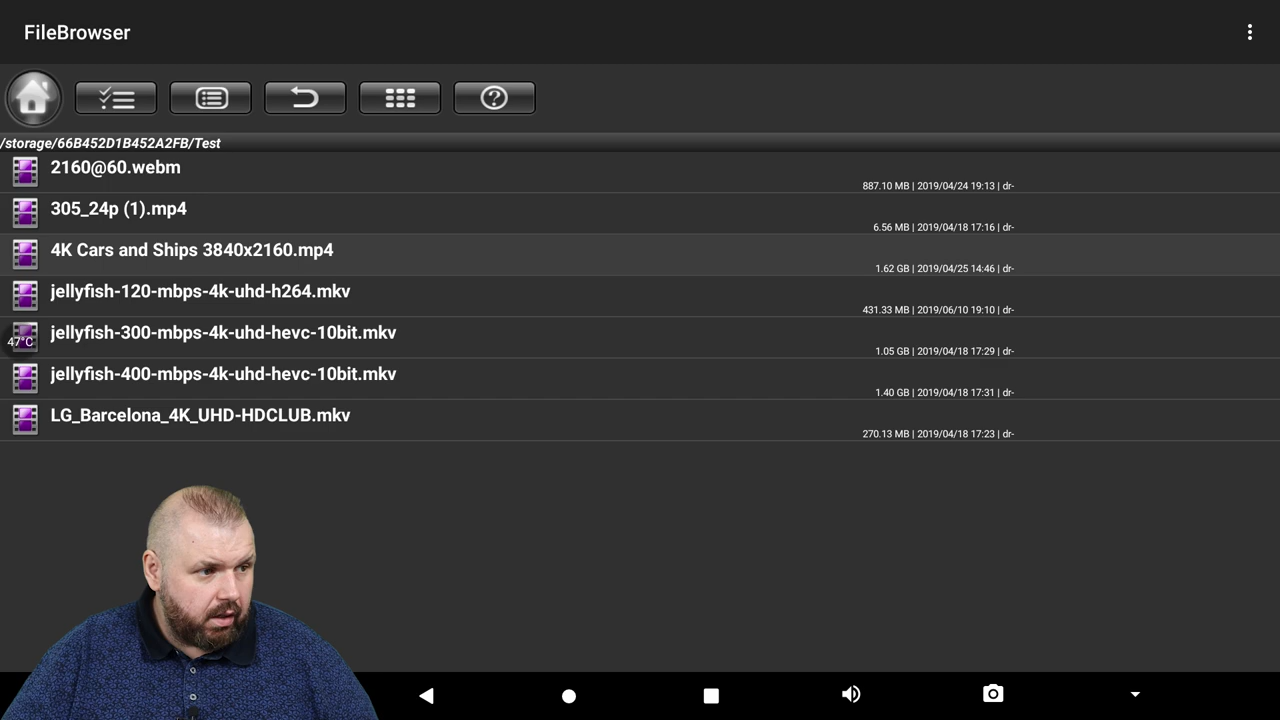 FileBrowser
/storage/66B452D1B452A2FB/Test
2160@60.webm
887.10 MB | 2019/04/24 19:13 | dr-
305_24p (1).mp4
6.56 MB | 2019/04/18 17:16 | dr-
4K Cars and Ships 3840x2160.mp4
1.62 GB | 2019/04/25 14:46 | dr-
jellyfish-120-mbps-4k-uhd-h264.mkv
431.33 MB | 2019/06/10 19:10 | dr-
jellyfish-300-mbps-4k-uhd-hevc-10bit.mkv
47°C
1.05 GB | 2019/04/18 17:29 | dr-
jellyfish-400-mbps-4k-uhd-hevc-10bit.mkv
1.40 GB | 2019/04/18 17:31 | dr-
LG_Barcelona_4K_UHD-HDCLUB.mkv
270.13 MB | 2019/04/18 17:23 | dr-